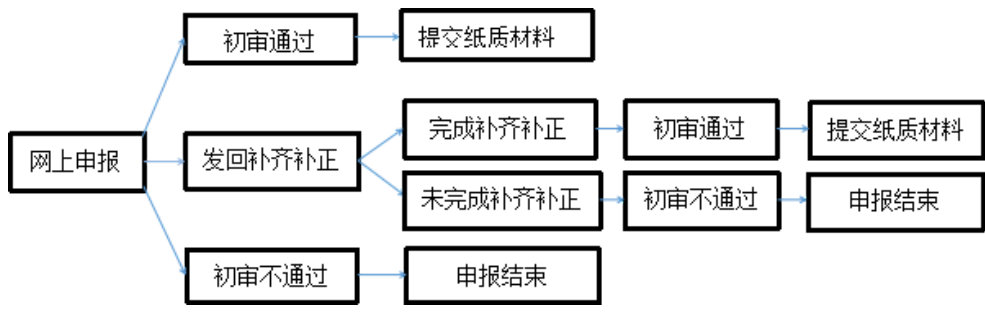 初审通过
提交纸质材料
网上申报
发回补齐补正
完成补齐补正
初审通过
提交纸质材料
未完成补齐补正
初审不通过
申报结束
初审不通过
申报结束